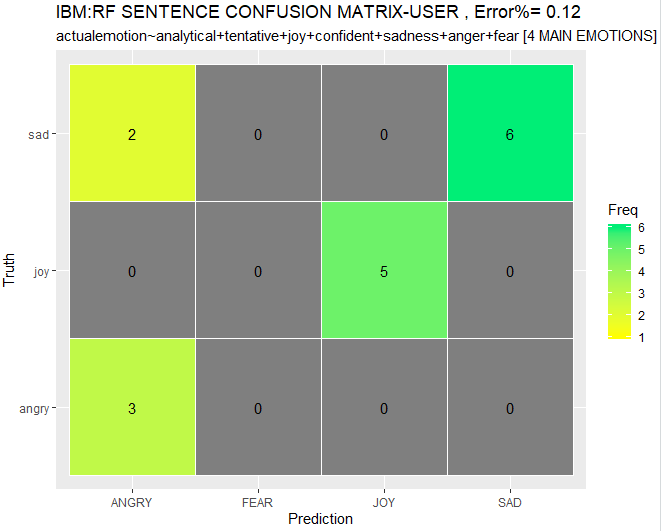 IBM:RF SENTENCE CONFUSION MATRIX-USER , Error%= 0.12
actualemotion~analytical+tentative+joy+confident+sadness+anger+fear [4 MAIN EMOTIONS]
sad 2 0 0 6
joy 0 0 5 0
angry 3 0 0 0
ANGRY FEAR JOY SAD
Prediction
Truth
Freq
6
5
4
3
2
1